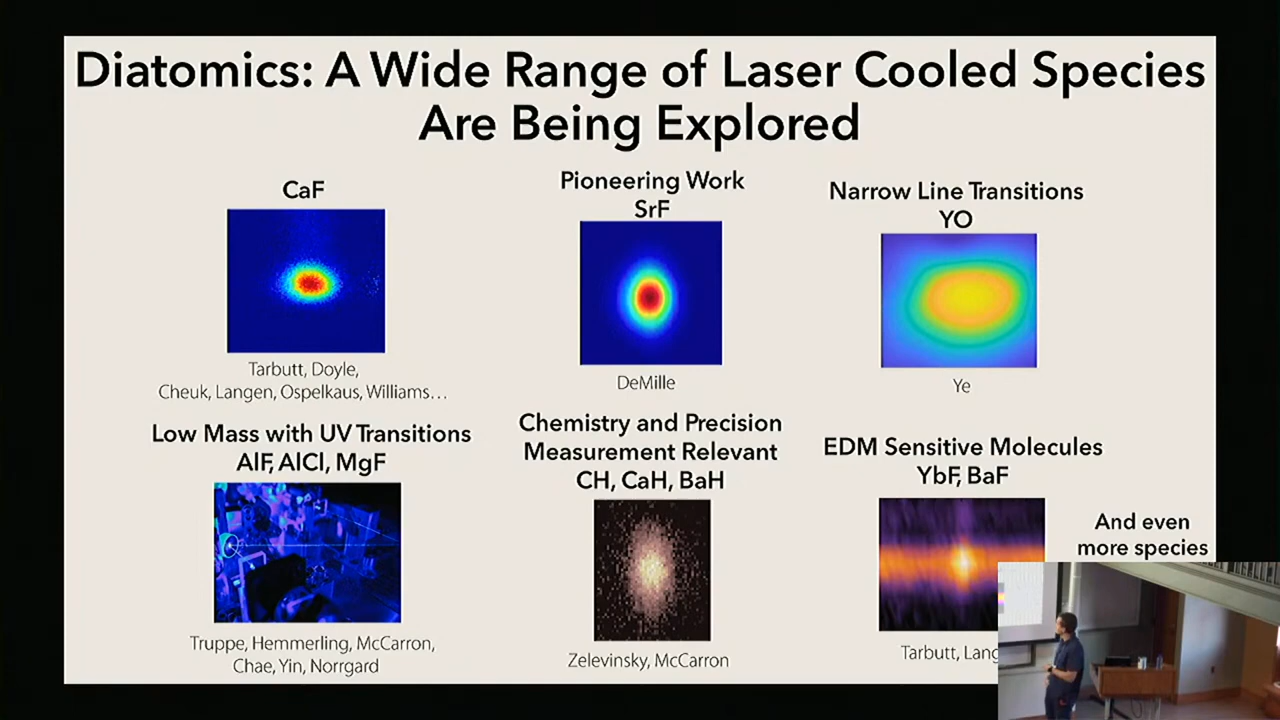 Diatomics: A Wide Range of Laser Cooled Species
Are Being Explored
CaF
Tarbutt, Doyle,
Cheuk, Langen, Ospelkaus, Williams…
Pioneering Work
SrF
DeMille
Narrow Line Transitions
YO
Ye
Low Mass with UV Transitions
AlF, AlCl, MgF
Truppe, Hemmerling, McCarron,
Chae, Yin, Norrgard
Chemistry and Precision
Measurement Relevant
CH, CaH, BaH
Zelevinsky, McCarron
EDM Sensitive Molecules
YbF, BaF
Tarbutt,
And even
more species